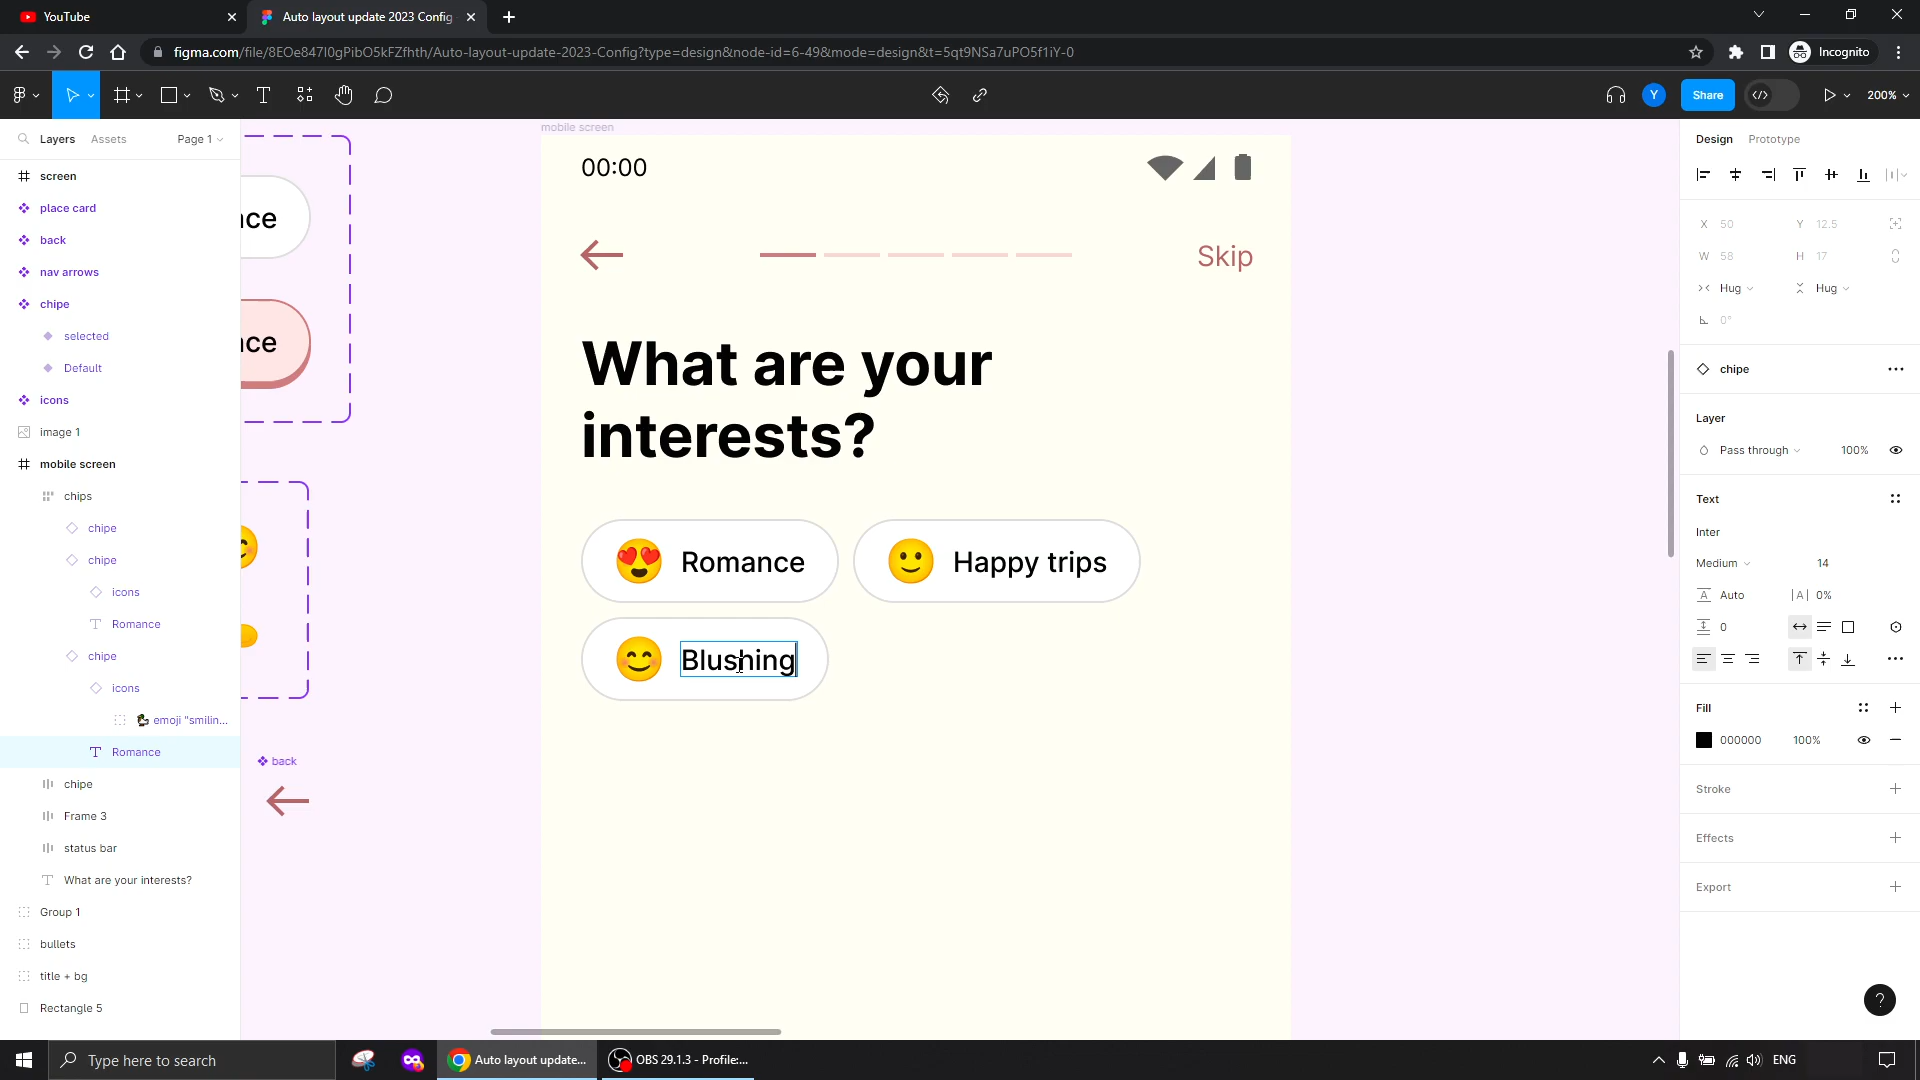 YouTube
Auto layout update 2023 Config
figma.com/file/8EOe847l0gPibO5kFZfhth/Auto-layout-update-2023-Config?type=design&node-id=6-49&mode=design&t=5qt9NSa7uPO5f1iY-0
Incognito
Y
Share
200%
Layers
Assets
Page 1
screen
place card
back
nav arrows
chipe
selected
Default
icons
image 1
mobile screen
chips
chipe
chipe
icons
Romance
chipe
icons
emoji "smilin...
Romance
chipe
Frame 3
status bar
What are your interests?
Group 1
bullets
title + bg
Rectangle 5
nce
nce
back
mobile screen
00:00
Skip
What are your
interests?
Romance
Happy trips
Blushing
Design
Prototype
X 50
Y 12.5
W 58
H 17
Hug
Hug
0°
chipe
Layer
Pass through
100%
Text
Inter
Medium
14
A Auto
|A| 0%
0
Fill
000000
100%
Stroke
Effects
Export
?
Type here to search
Auto layout update...
OBS 29.1.3 - Profile:...
ENG